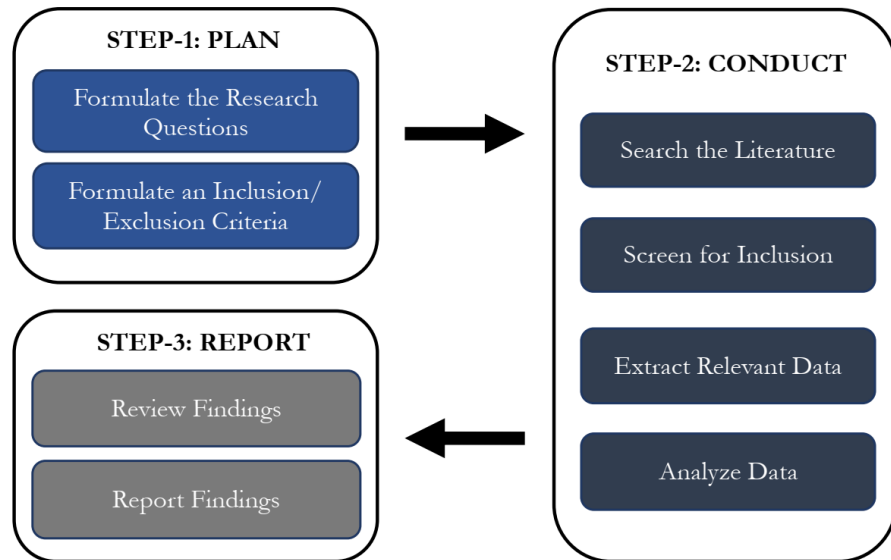 STEP-1: PLAN
Formulate the Research
Questions
Formulate an Inclusion/
Exclusion Criteria
STEP-2: CONDUCT
Search the Literature
Screen for Inclusion
Extract Relevant Data
Analyze Data
STEP-3: REPORT
Review Findings
Report Findings